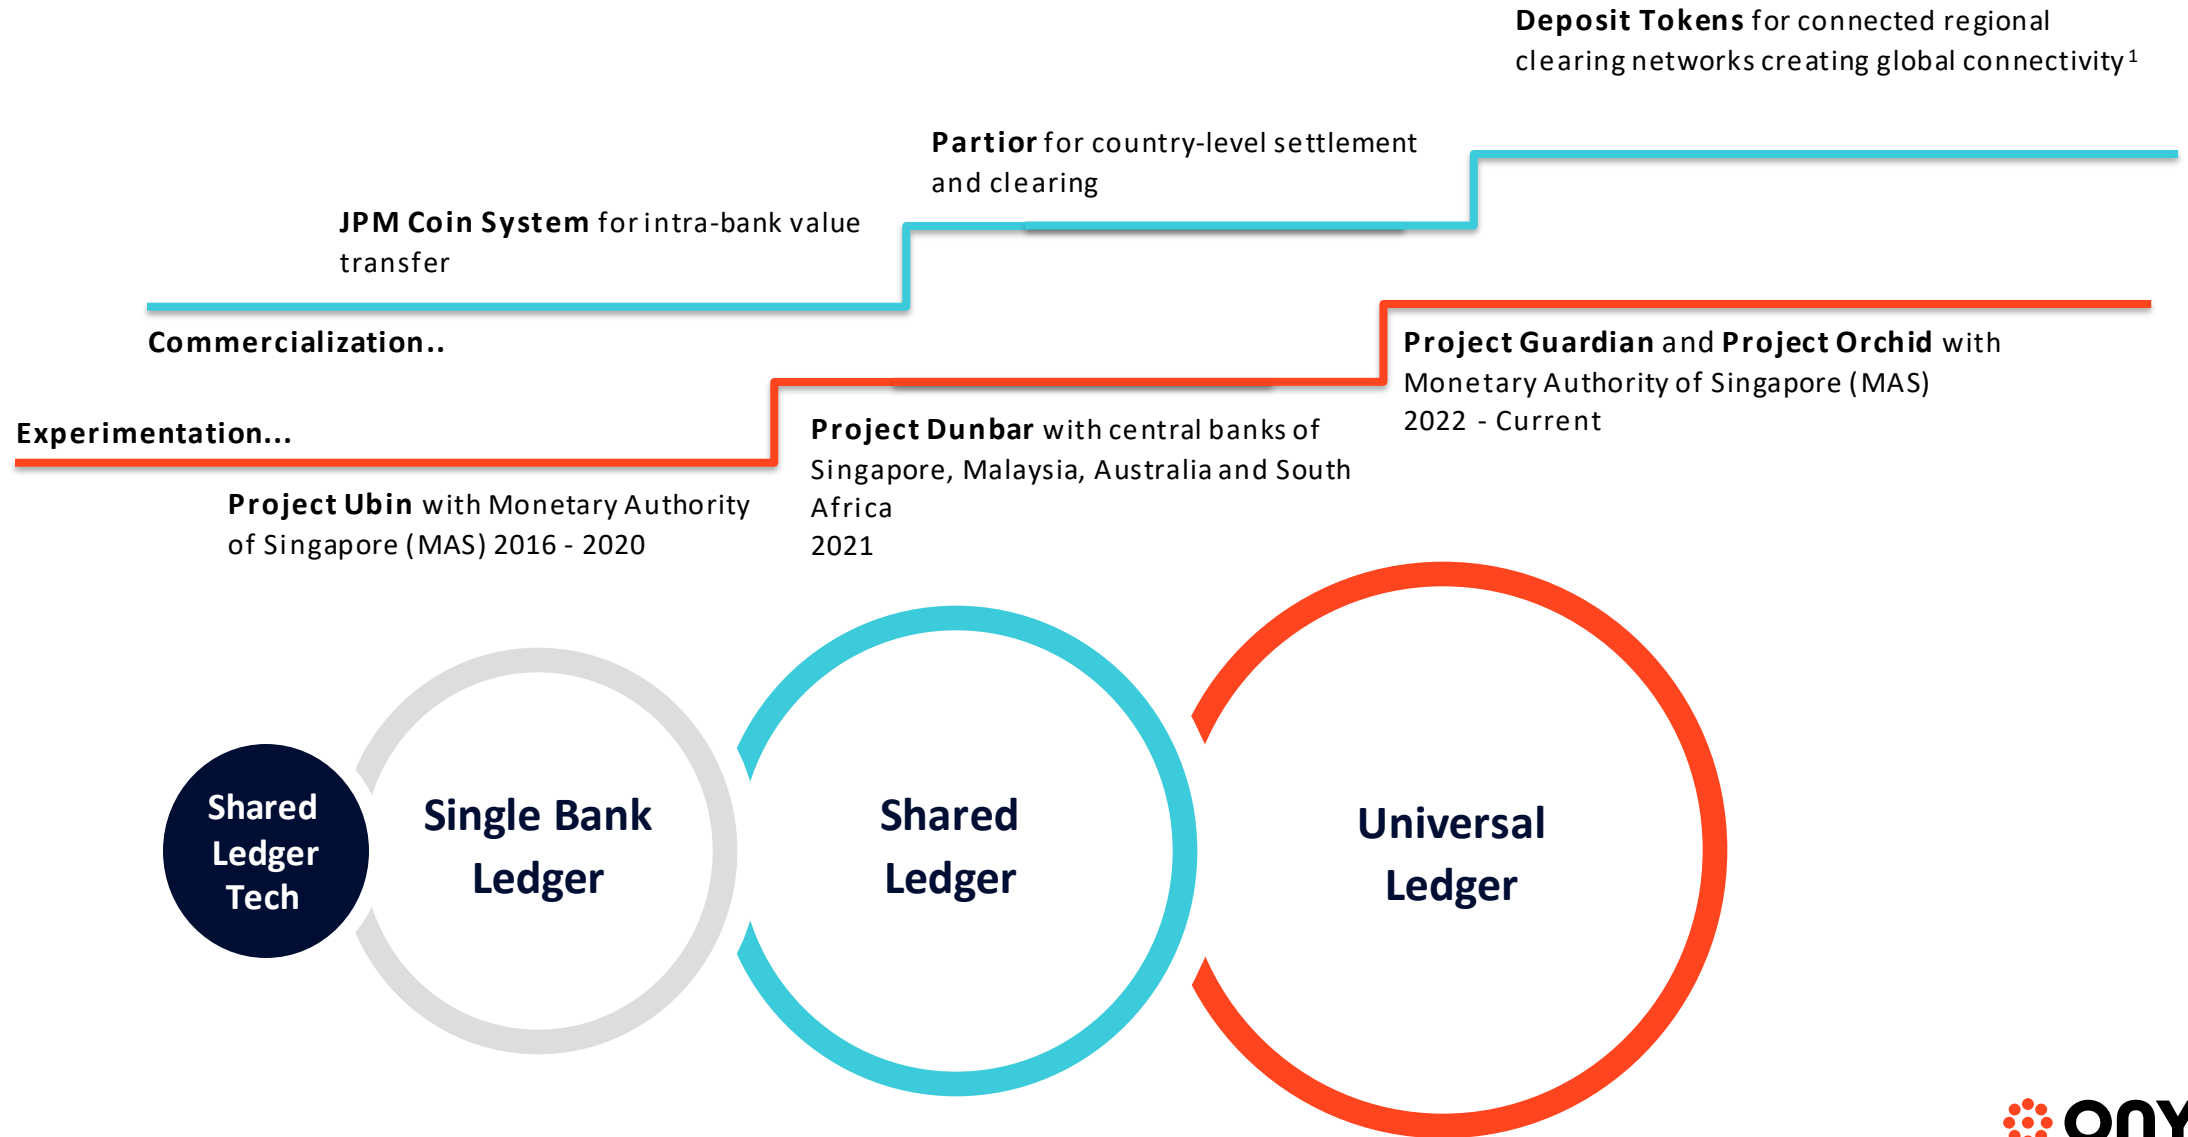 Deposit Tokens for connected regional
clearing networks creating global connectivity¹
Partior for country-level settlement
and clearing
JPM Coin System for intra-bank value
transfer
Commercialization..
Project Guardian and Project Orchid with
Monetary Authority of Singapore (MAS)
2022 - Current
Experimentation...
Project Dunbar with central banks of
Singapore, Malaysia, Australia and South
Africa
2021
Project Ubin with Monetary Authority
of Singapore (MAS) 2016 - 2020
Shared
Ledger
Tech
Single Bank
Ledger
Shared
Ledger
Universal
Ledger